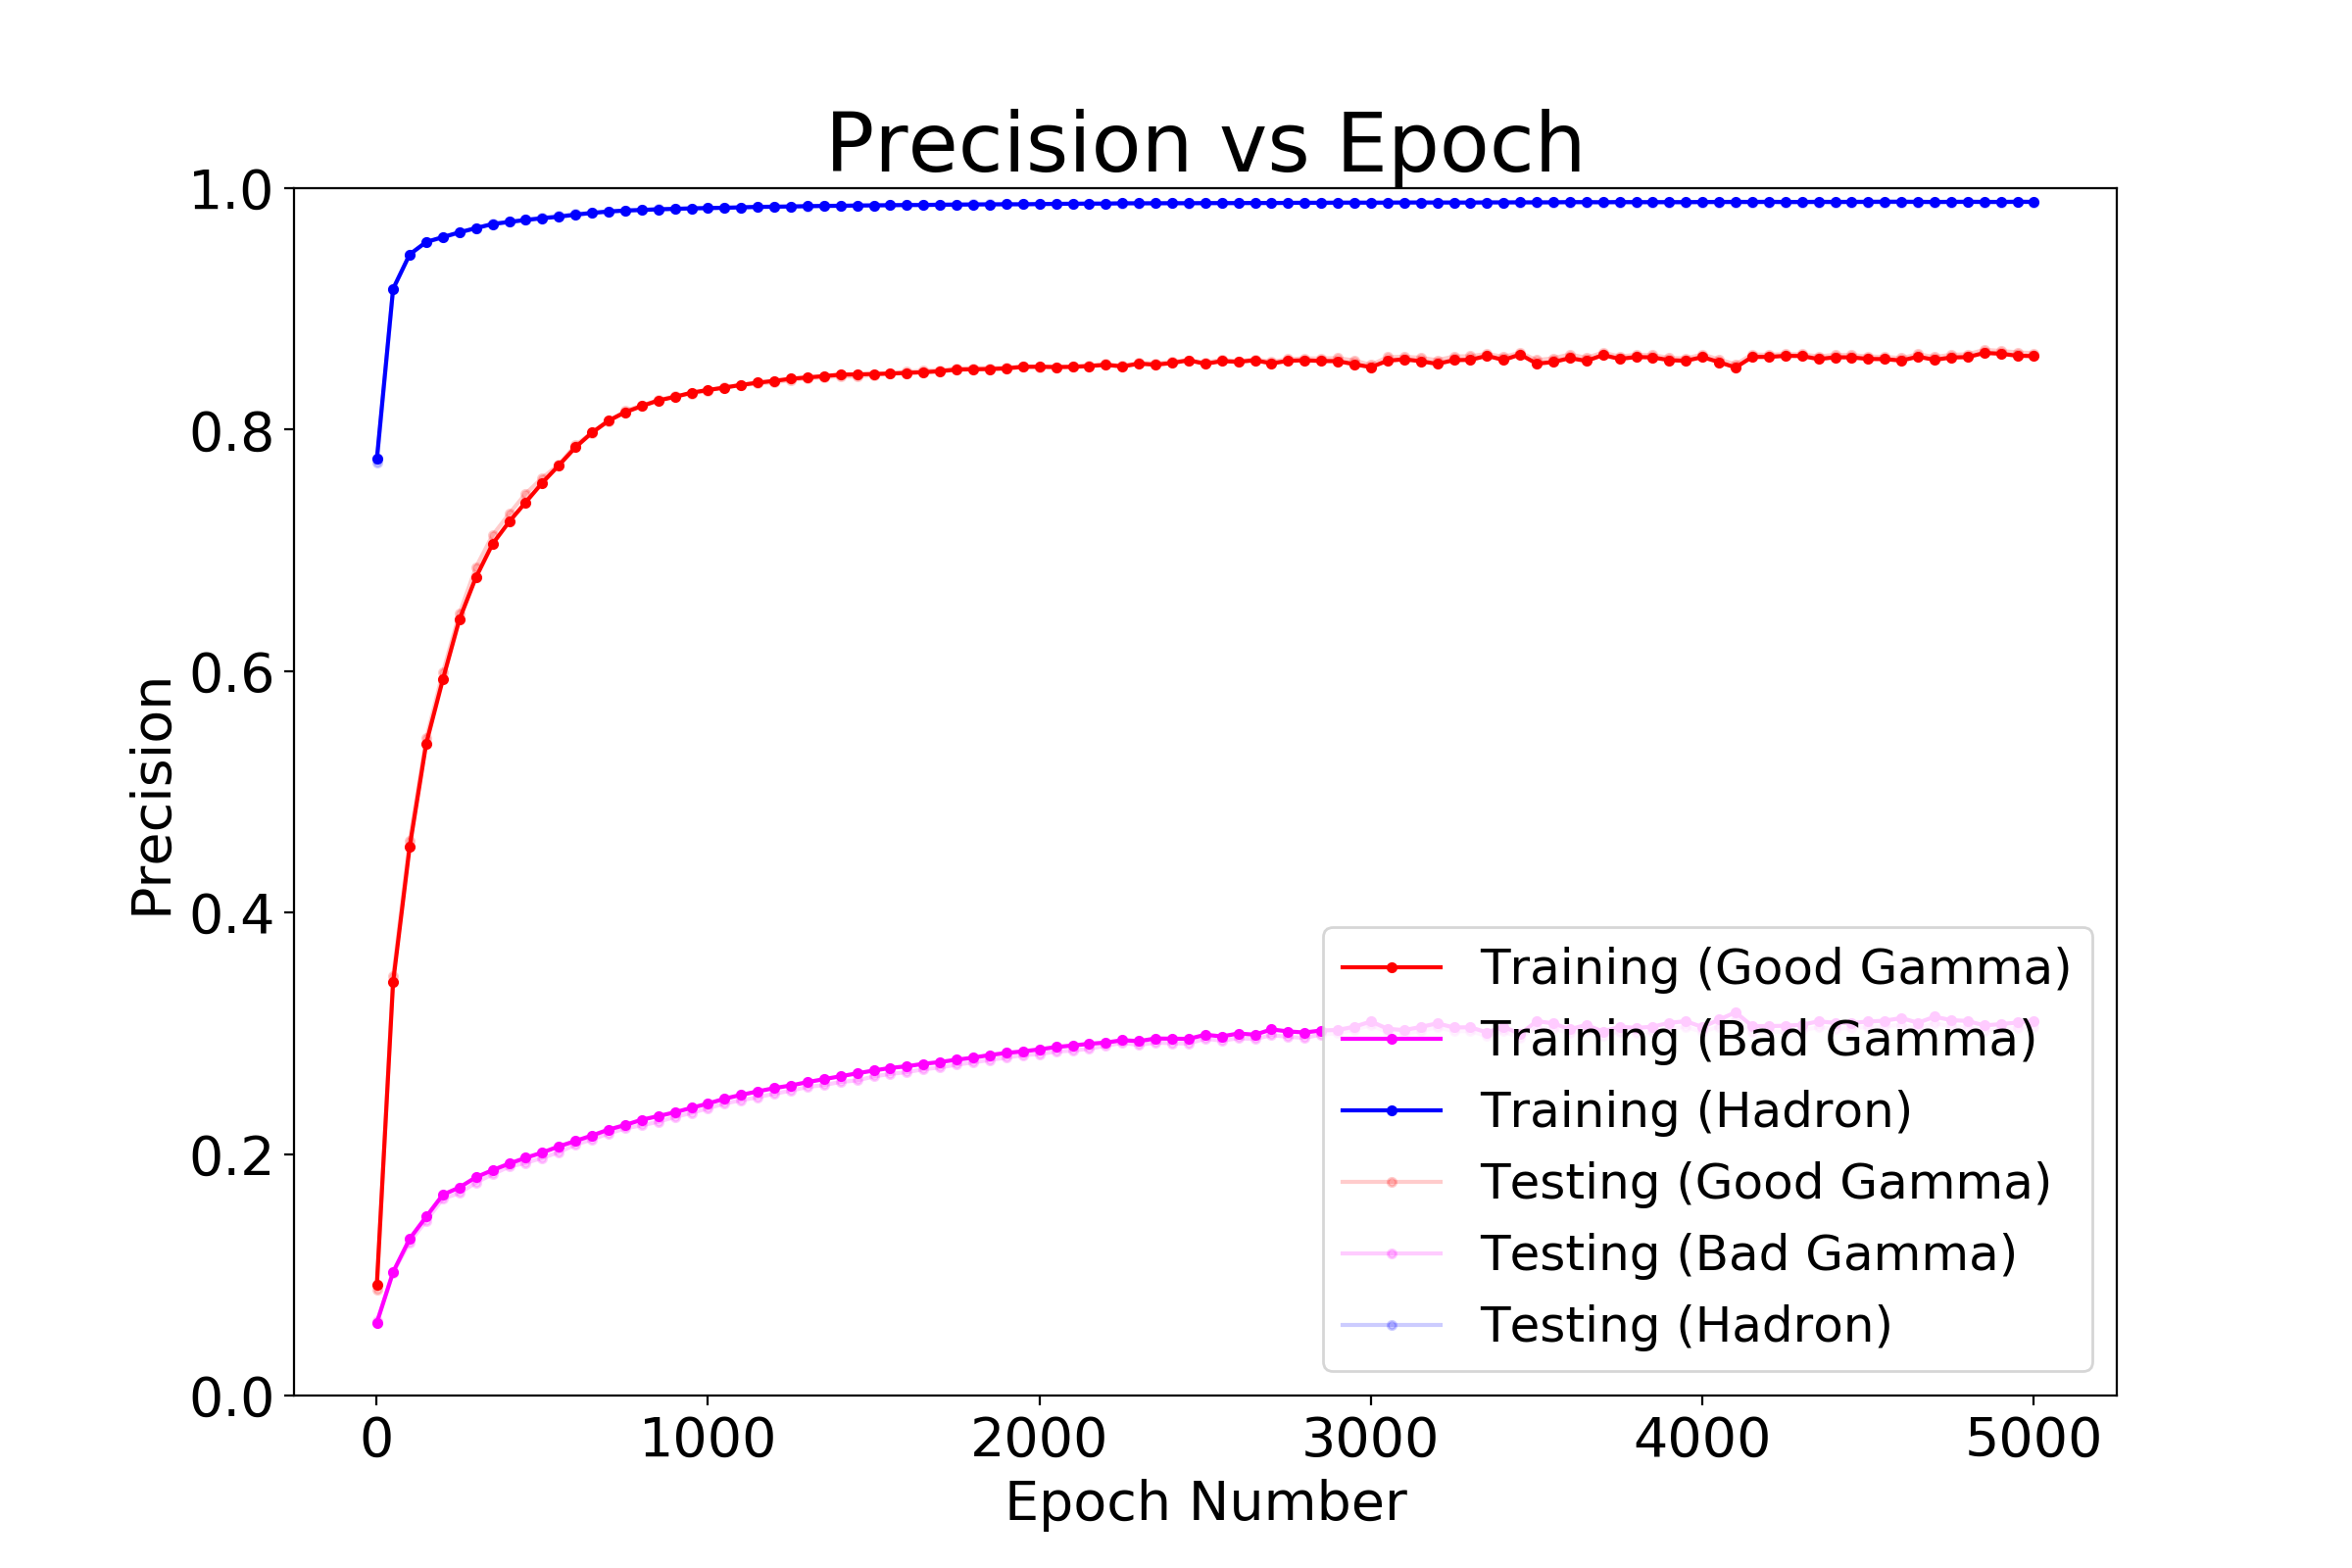 Precision vs Epoch
1.0
0.8
0.6
0.4
0.2
0.0
Precision
Training (Good Gamma)
Training (Bad Gamma)
Training (Hadron)
Testing (Good Gamma)
Testing (Bad Gamma)
Testing (Hadron)
0 1000 2000 3000 4000 5000
Epoch Number